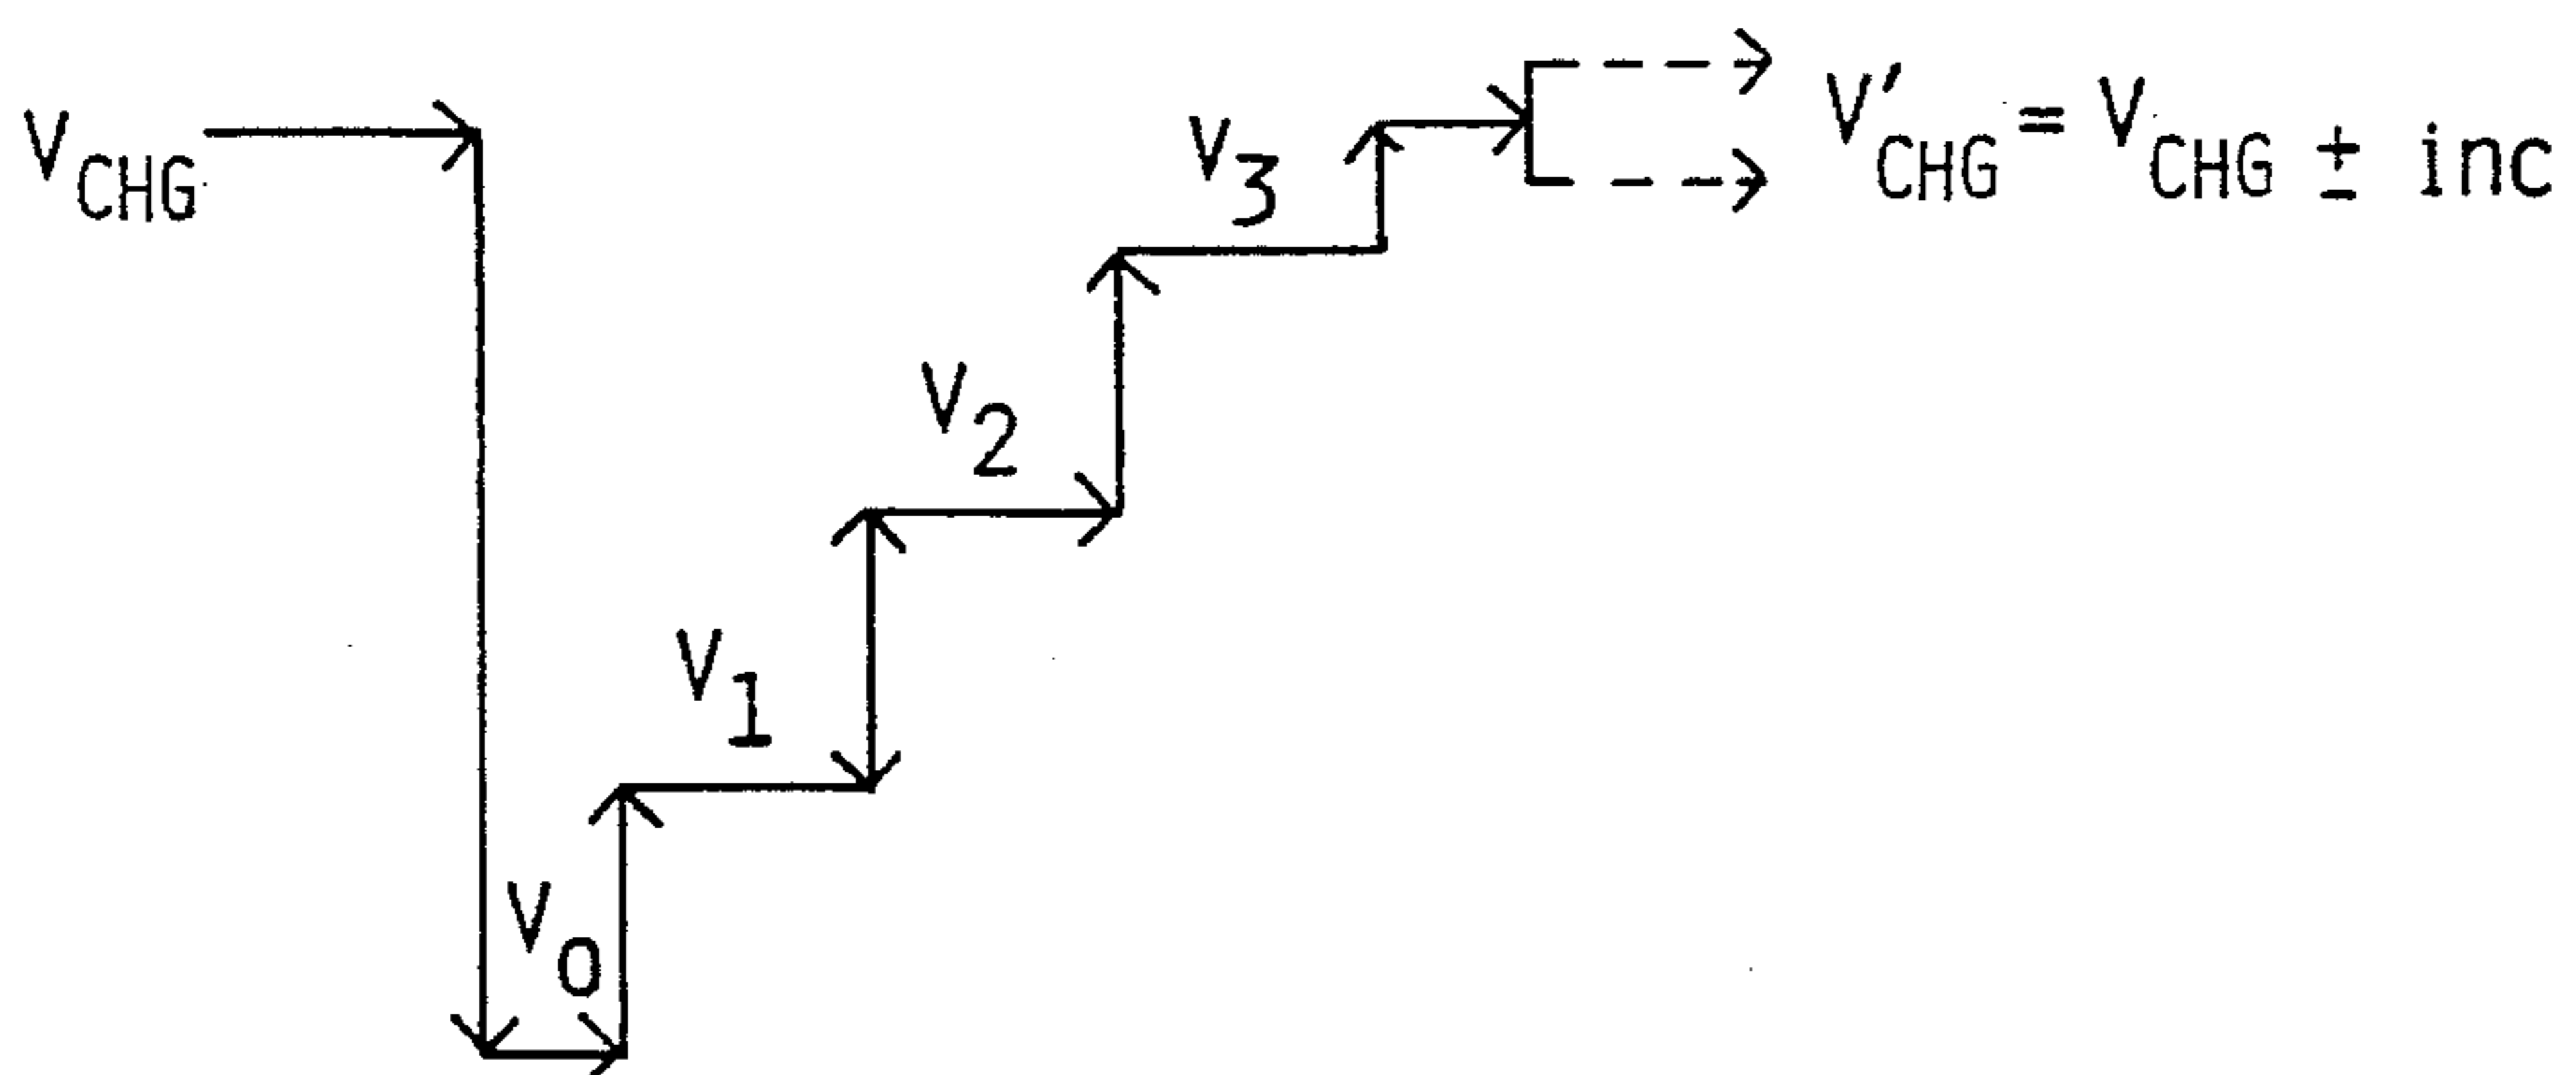 V_CHG
V_0
V_1
V_2
V_3
V'_CHG = V_CHG ± inc